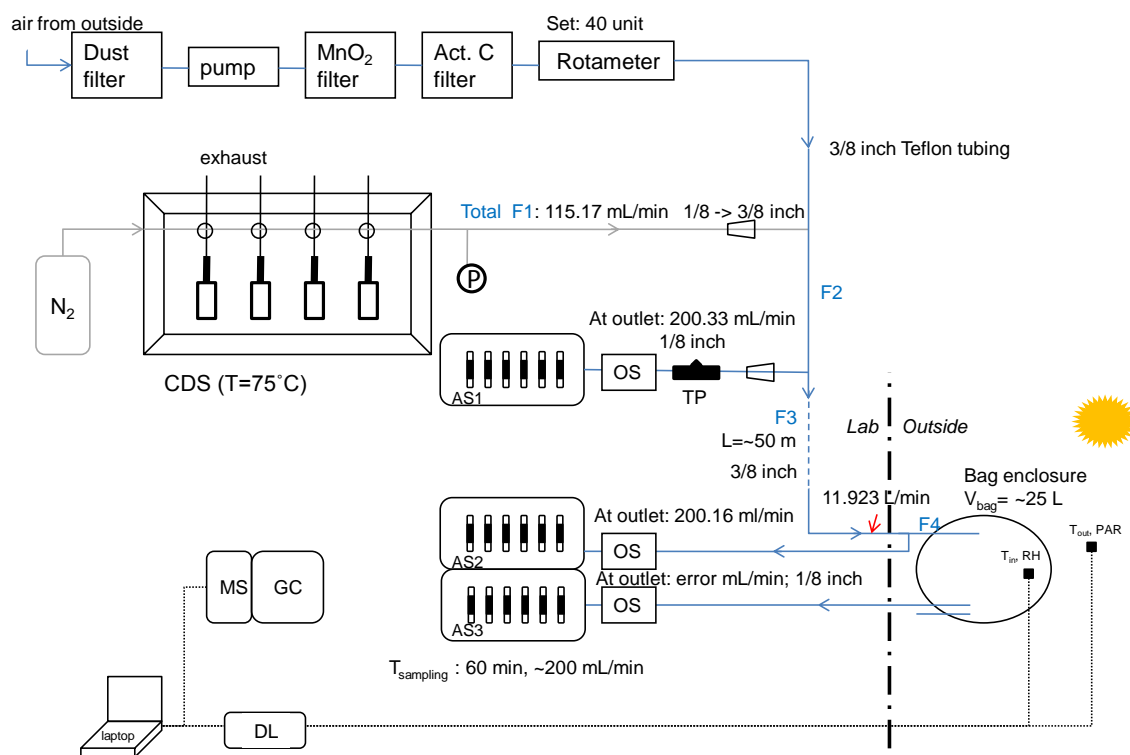 air from outside
Dust
filter
pump
MnO2
filter
Act. C
filter
Set: 40 unit
Rotameter
3/8 inch Teflon tubing
exhaust
Total F1: 115.17 mL/min 1/8 -> 3/8 inch
P
N2
F2
CDS (T=75˚C)
At outlet: 200.33 mL/min
1/8 inch
AS1
OS
TP
F3
L=~50 m
3/8 inch
Lab
Outside
Bag enclosure
Vbag= ~25 L
11.923 L/min
F4
Tout, PAR
Tin, RH
At outlet: 200.16 ml/min
AS2
OS
At outlet: error mL/min; 1/8 inch
AS3
OS
MS
GC
Tsampling : 60 min, ~200 mL/min
laptop
DL